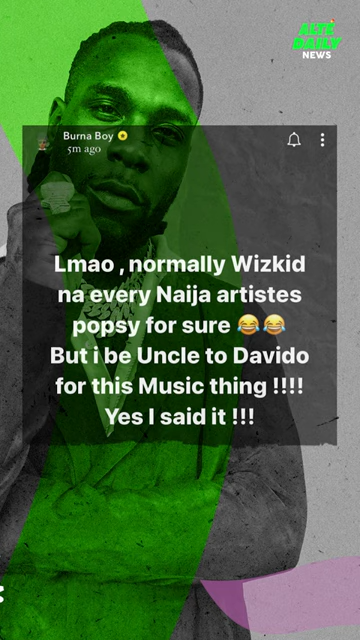 ALTÉ
DAILY
NEWS
Burna Boy
5m ago
Lmao , normally Wizkid
na every Naija artistes
popsy for sure 😂😂
But i be Uncle to Davido
for this Music thing !!!!
Yes I said it !!!